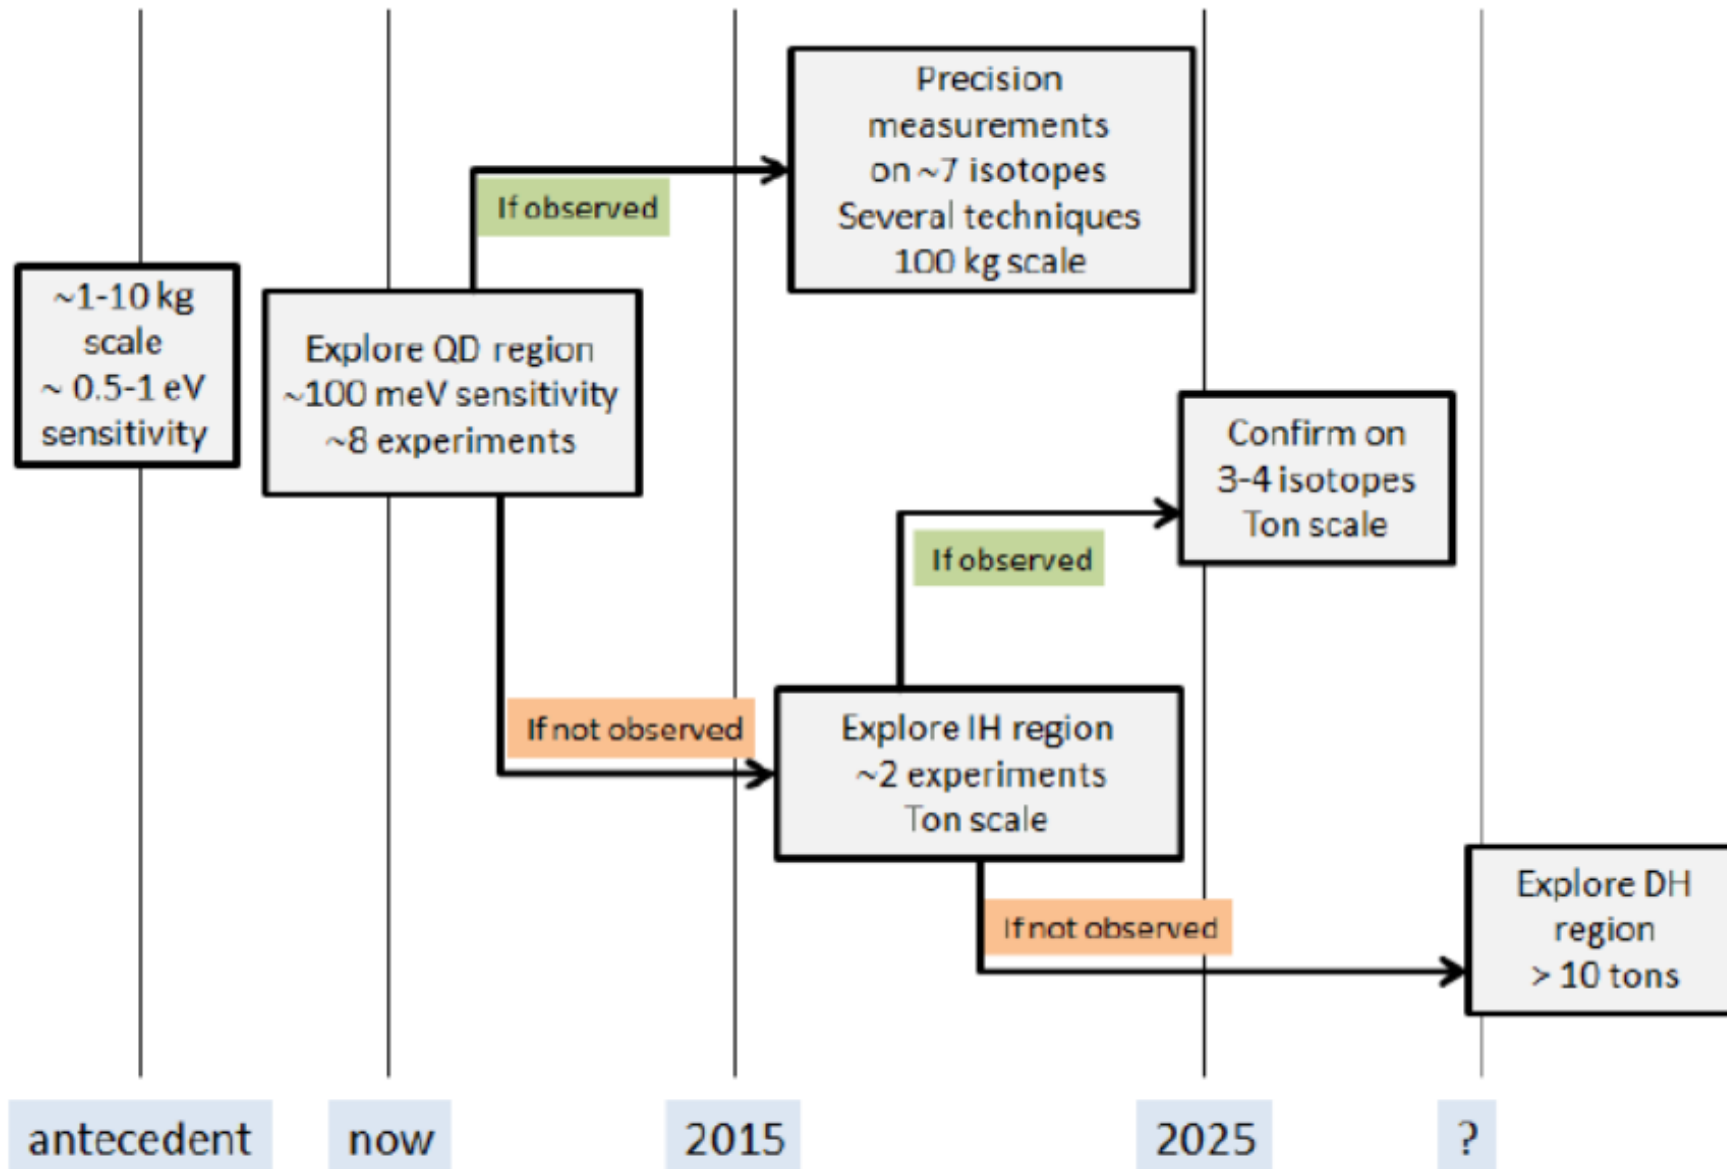 ~1-10 kg
scale
~ 0.5-1 eV
sensitivity
Explore QD region
~100 meV sensitivity
~8 experiments
If observed
Precision
measurements
on ~7 isotopes
Several techniques
100 kg scale
If not observed
Explore IH region
~2 experiments
Ton scale
If observed
Confirm on
3-4 isotopes
Ton scale
If not observed
Explore DH
region
> 10 tons
antecedent
now
2015
2025
?